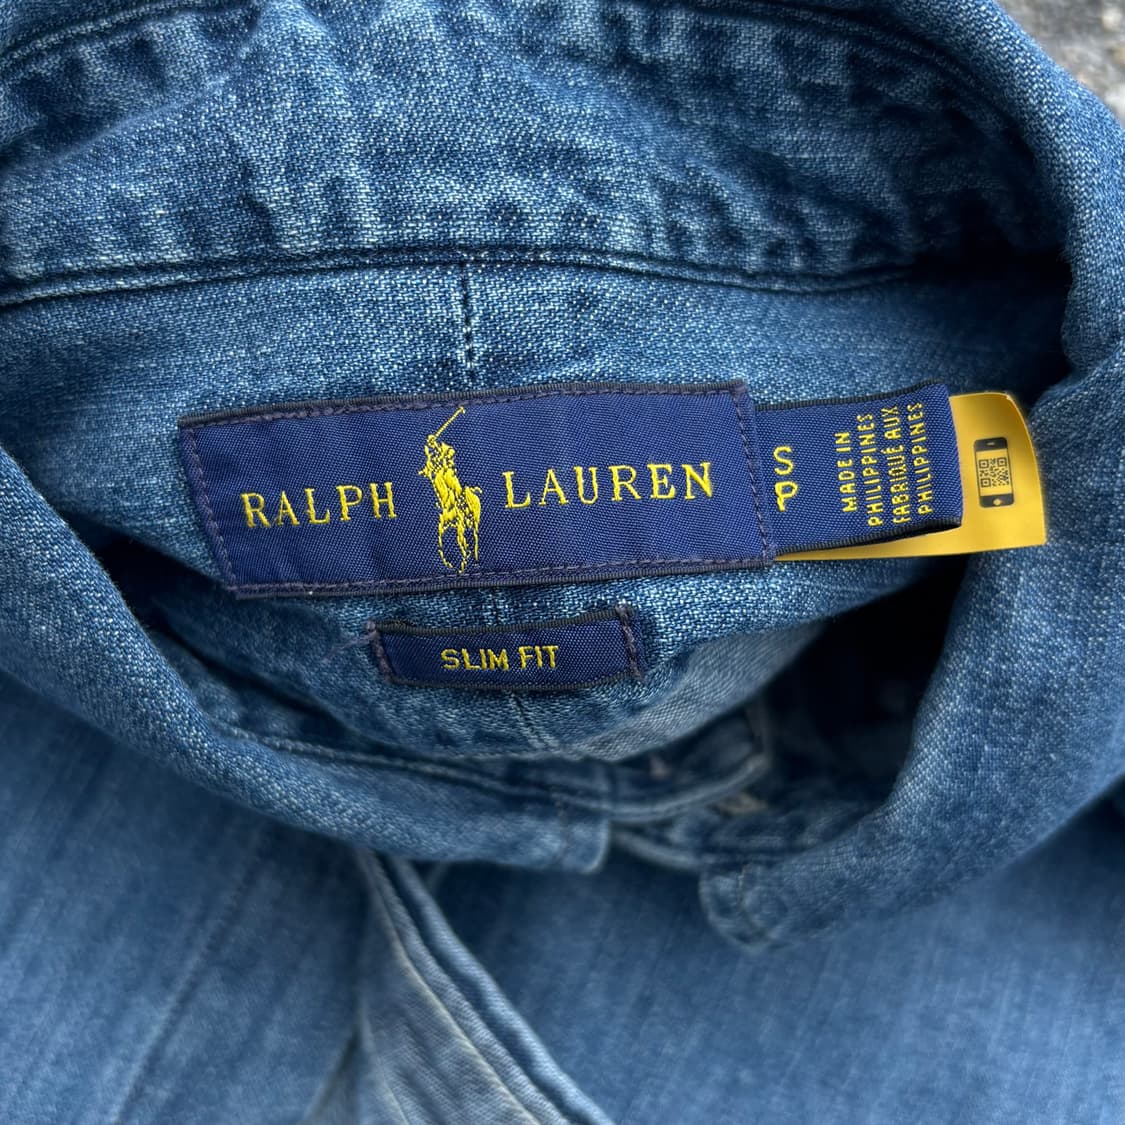 RALPH LAUREN
S
P
MADE IN
PHILIPPINES
FABRIQUÉ AUX
PHILIPPINES
SLIM FIT